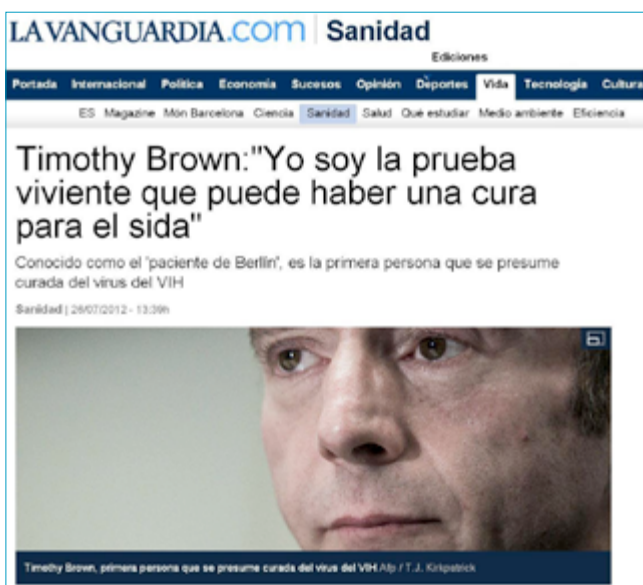 LAVANGUARDIA.COM Sanidad
Ediciones
Portada Internacional Política Economía Sucesos Opinión Deportes Vida Tecnología Cultura
ES Magazine Món Barcelona Ciencia Sanidad Salud Qué estudiar Medio ambiente Eficiencia
Timothy Brown:"Yo soy la prueba
viviente que puede haber una cura
para el sida"
Conocido como el 'paciente de Berlín', es la primera persona que se presume
curada del virus del VIH
Sanidad | 26/07/2012 - 13:39h
Timothy Brown, primera persona que se presume curada del virus del VIH Afp / T.J. Kirkpatrick